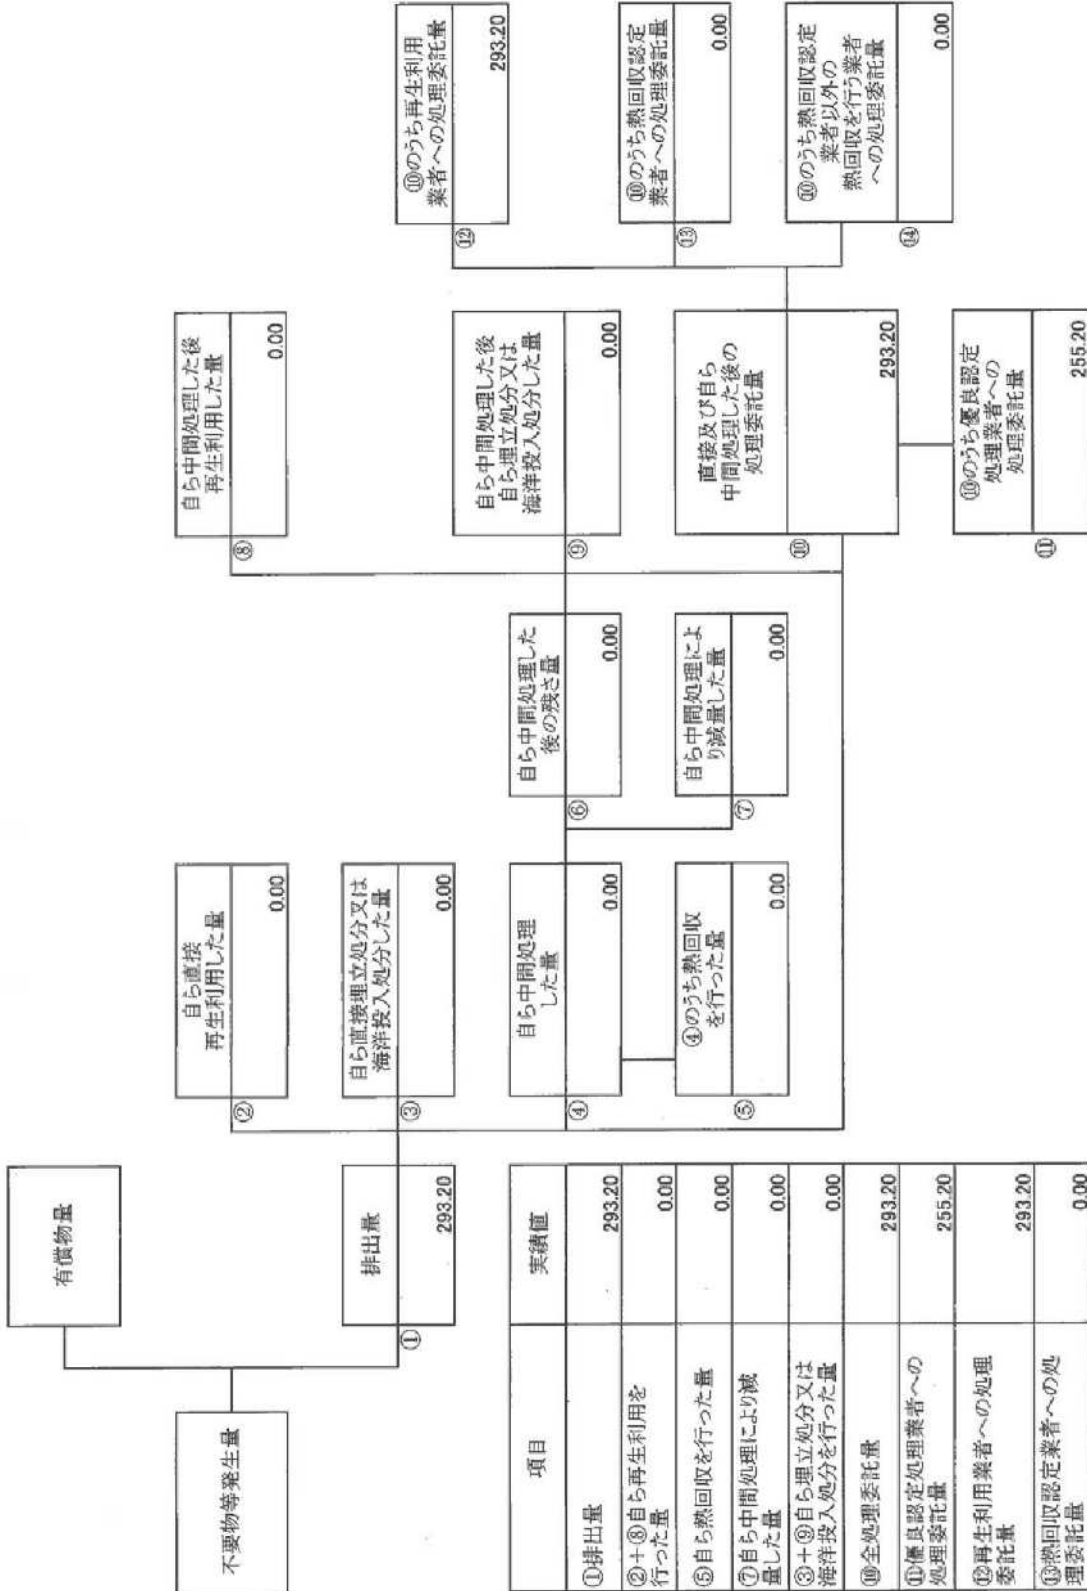 不要物等発生量
有償物量
①
排出量
293.20
②
自ら直接
再生利用した量
0.00
③
自ら直接埋立処分又は
海洋投入処分した量
0.00
④
自ら中間処理
した量
0.00
⑤
④のうち熱回収
を行った量
0.00
⑥
自ら中間処理した
後の残さ量
0.00
⑦
自ら中間処理によ
り減量した量
0.00
⑧
自ら中間処理した後
再生利用した量
0.00
⑨
自ら中間処理した後
自ら埋立処分又は
海洋投入処分した量
0.00
⑩
直接及び自ら
中間処理した後の
処理委託量
293.20
⑪
⑩のうち優良認定
処理業者への
処理委託量
255.20
⑫
⑩のうち再生利用
業者への処理委託量
293.20
⑬
⑩のうち熱回収認定
業者への処理委託量
0.00
⑭
⑩のうち熱回収認定
業者以外の
熱回収を行う業者
への処理委託量
0.00
項目 実績値
①排出量 293.20
②+⑧自ら再生利用を
行った量 0.00
⑤自ら熱回収を行った量 0.00
⑦自ら中間処理により減
量した量 0.00
③+⑨自ら埋立処分又は
海洋投入処分を行った量 0.00
⑩全処理委託量 293.20
⑪優良認定処理業者への
処理委託量 255.20
⑫再生利用業者への処理
委託量 293.20
⑬熱回収認定業者への処
理委託量 0.00